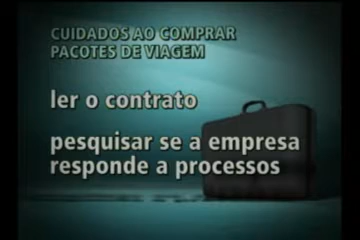 CUIDADOS AO COMPRAR
PACOTES DE VIAGEM
ler o contrato
pesquisar se a empresa
responde a processos